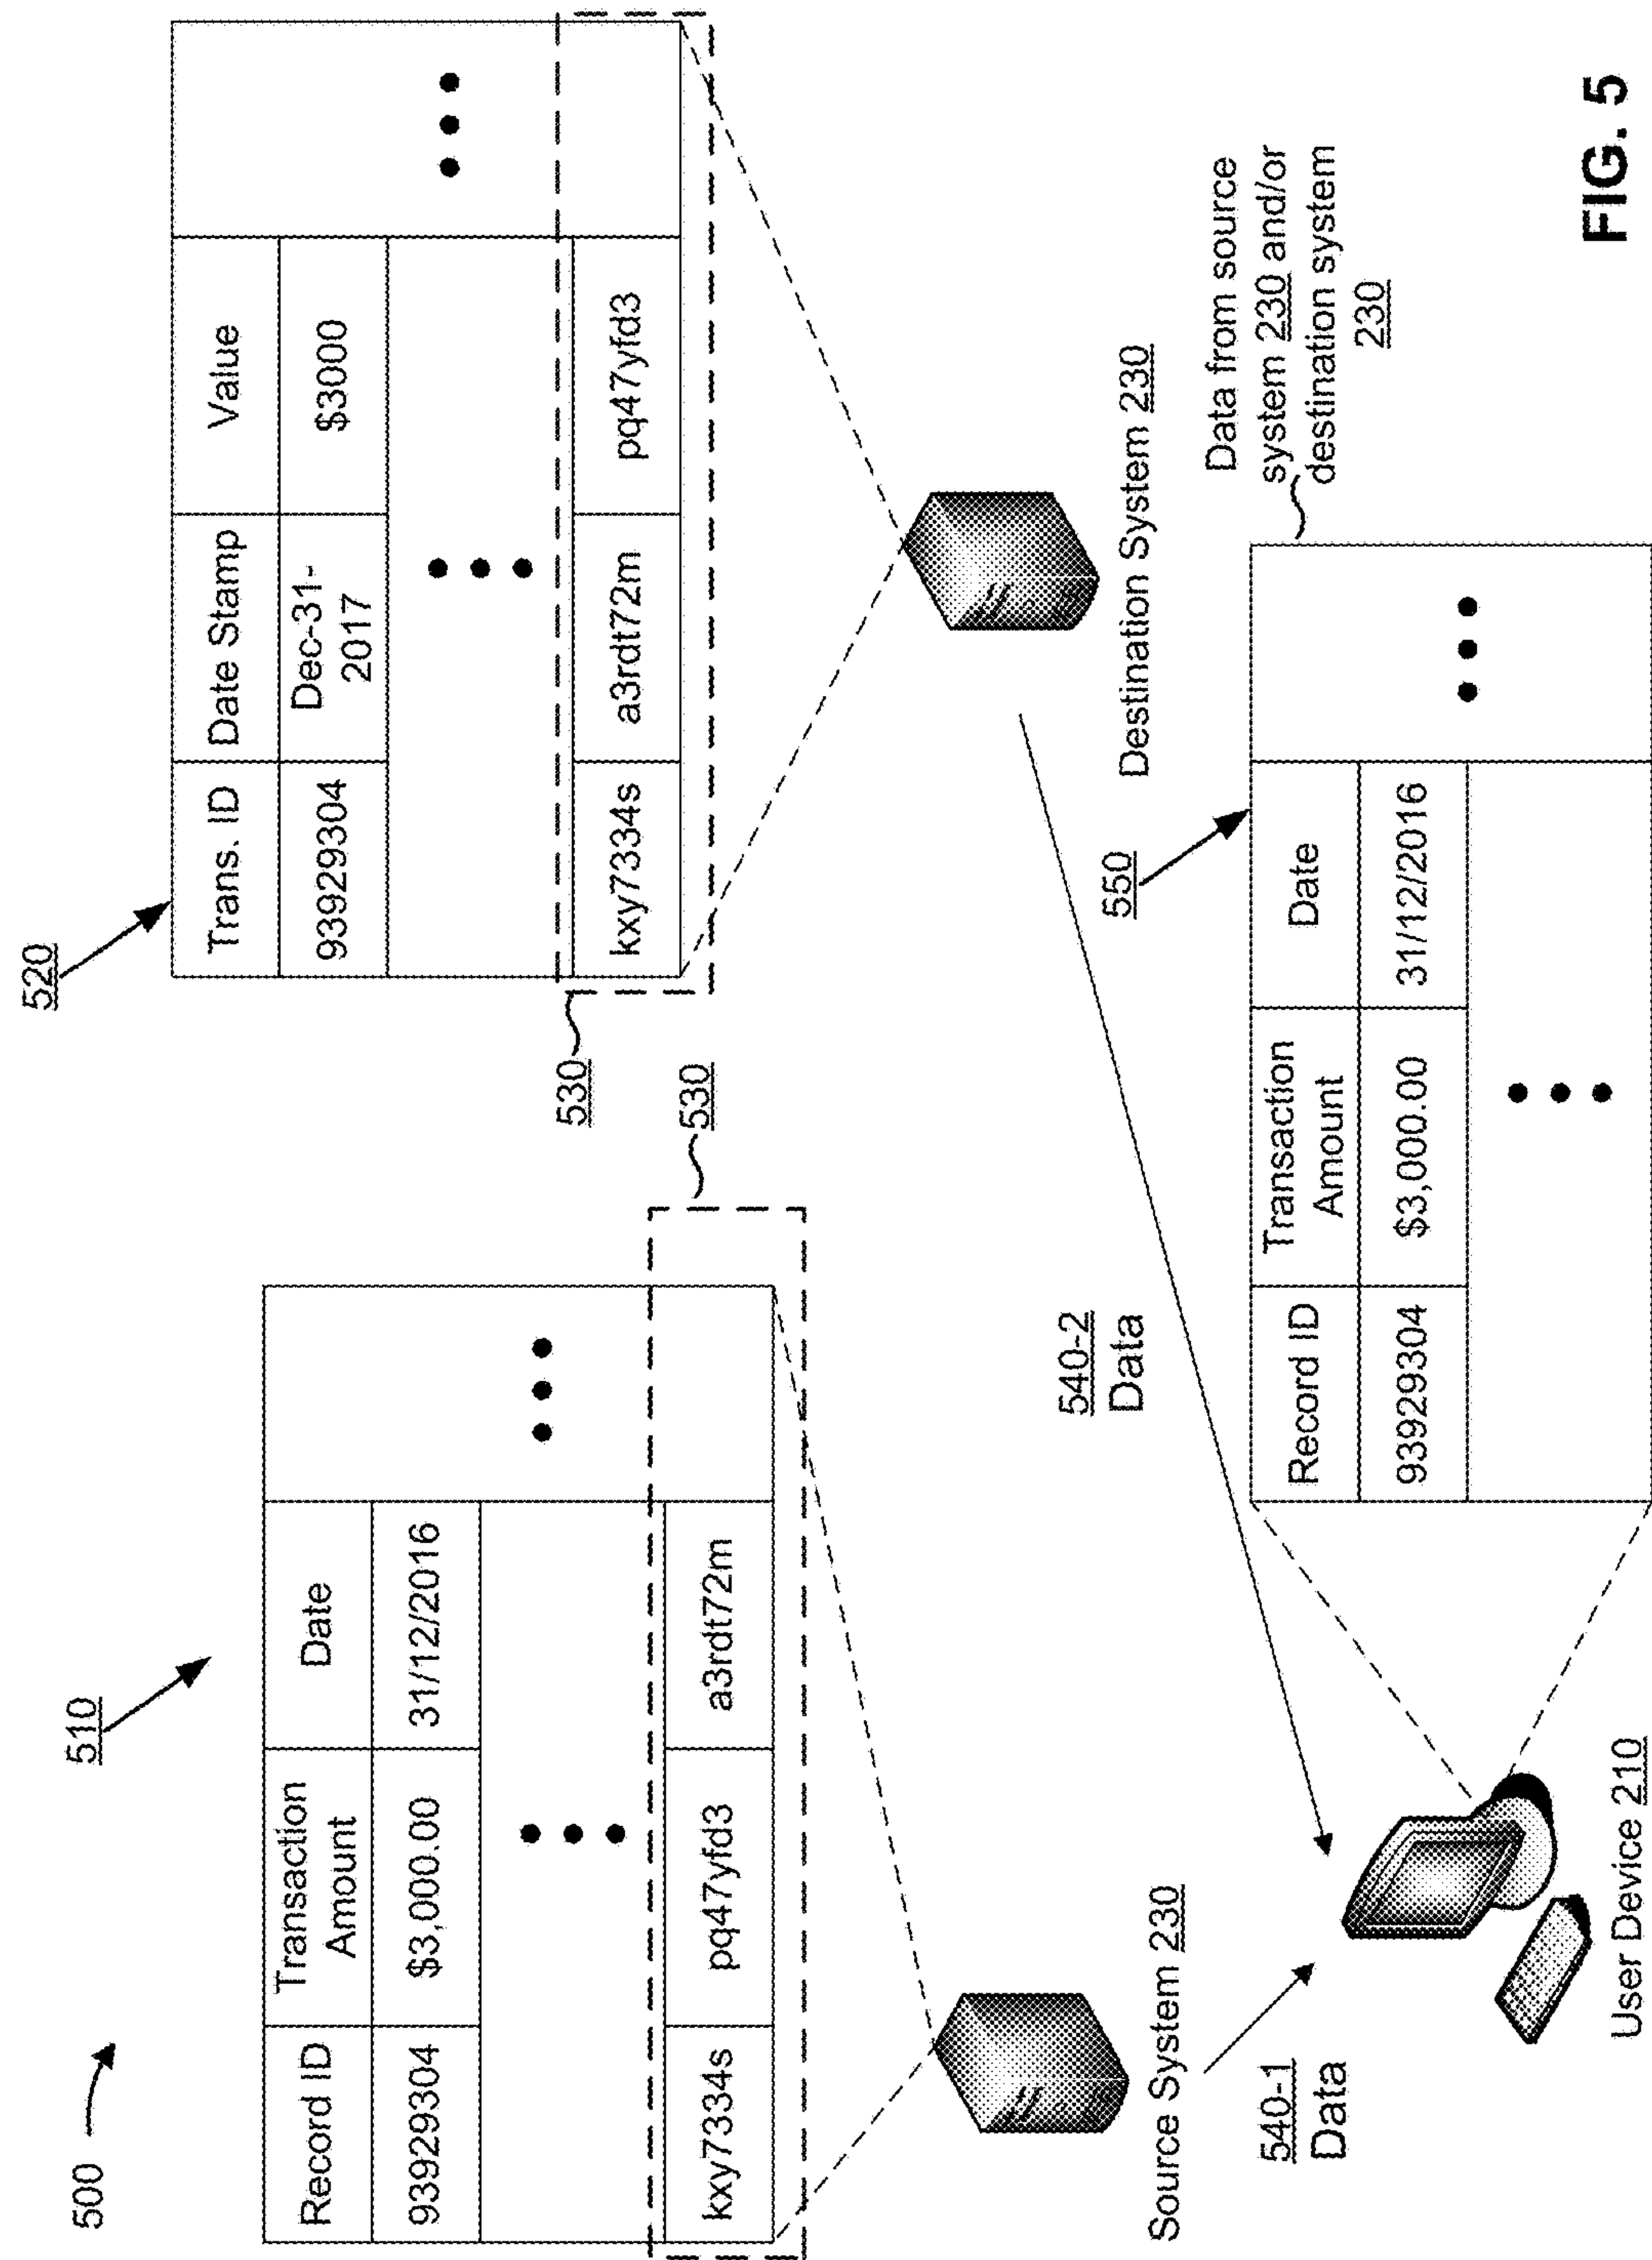 500
510
Record ID
Transaction
Amount
Date
93929304
$3,000.00
31/12/2016
kxy7334s
pq47yfd3
a3rdt72m
530
520
Trans. ID
Date Stamp
Value
93929304
Dec-31-
2017
$3000
kxy7334s
a3rdt72m
pq47yfd3
530
Source System 230
Destination System 230
540-1
Data
540-2
Data
User Device 210
550
Record ID
Transaction
Amount
Date
93929304
$3,000.00
31/12/2016
Data from source
system 230 and/or
destination system
230
FIG. 5